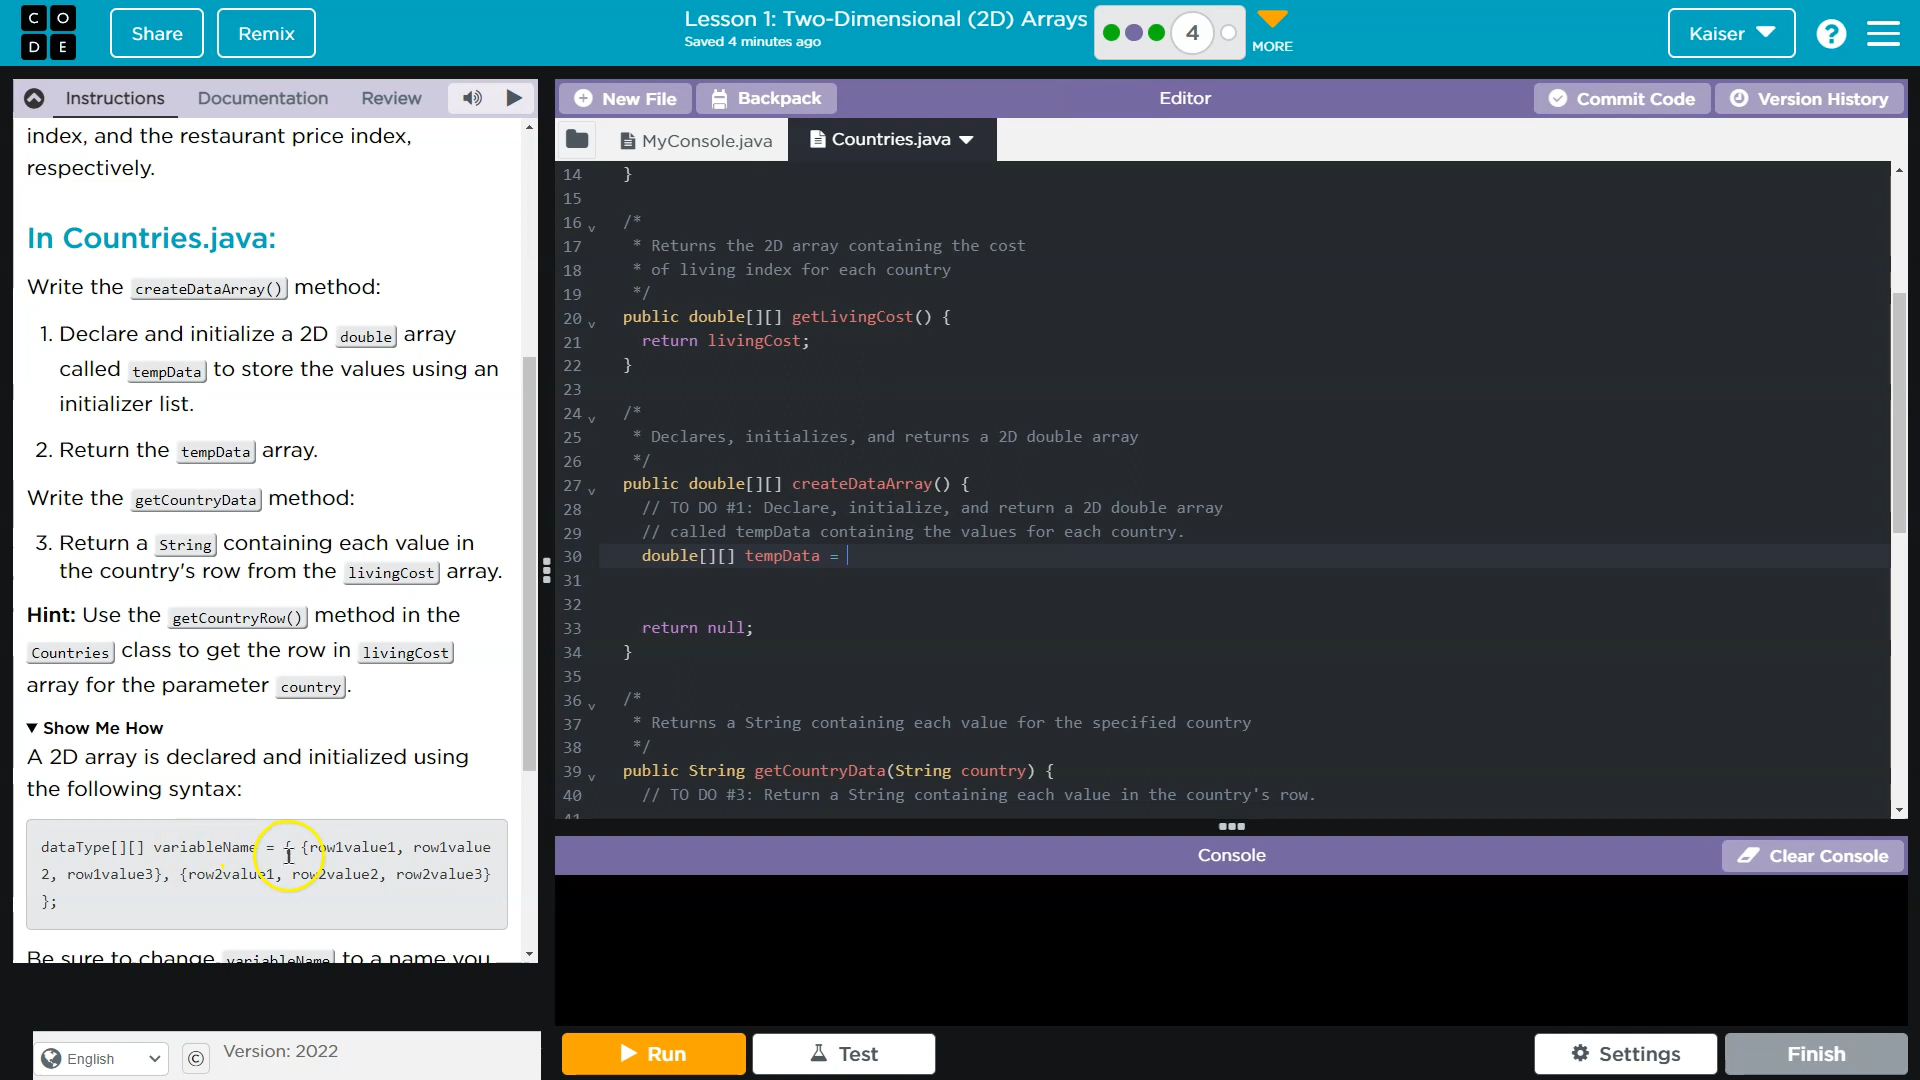 CO
DE
Share
Remix
Lesson 1: Two-Dimensional (2D) Arrays
Saved 4 minutes ago
4
MORE
Kaiser
?
Instructions
Documentation
Review
New File
Backpack
Editor
Commit Code
Version History
MyConsole.java
Countries.java
index, and the restaurant price index,
respectively.
In Countries.java:
Write the createDataArray() method:
1. Declare and initialize a 2D double array
called tempData to store the values using an
initializer list.
2. Return the tempData array.
Write the getCountryData method:
3. Return a String containing each value in
the country's row from the livingCost array.
Hint: Use the getCountryRow() method in the
Countries class to get the row in livingCost
array for the parameter country.
Show Me How
A 2D array is declared and initialized using
the following syntax:
dataType[][] variableName = { {row1value1, row1value
2, row1value3}, {row2value1, row2value2, row2value3}
};
Be sure to change variableName to a name you
14 }
15
16 /*
17 * Returns the 2D array containing the cost
18 * of living index for each country
19 */
20 public double[][] getLivingCost() {
21 return livingCost;
22 }
23
24 /*
25 * Declares, initializes, and returns a 2D double array
26 */
27 public double[][] createDataArray() {
28 // TO DO #1: Declare, initialize, and return a 2D double array
29 // called tempData containing the values for each country.
30 double[][] tempData =
31
32
33 return null;
34 }
35
36 /*
37 * Returns a String containing each value for the specified country
38 */
39 public String getCountryData(String country) {
40 // TO DO #3: Return a String containing each value in the country's row.
41
Console
Clear Console
English
©
Version: 2022
Run
Test
Settings
Finish